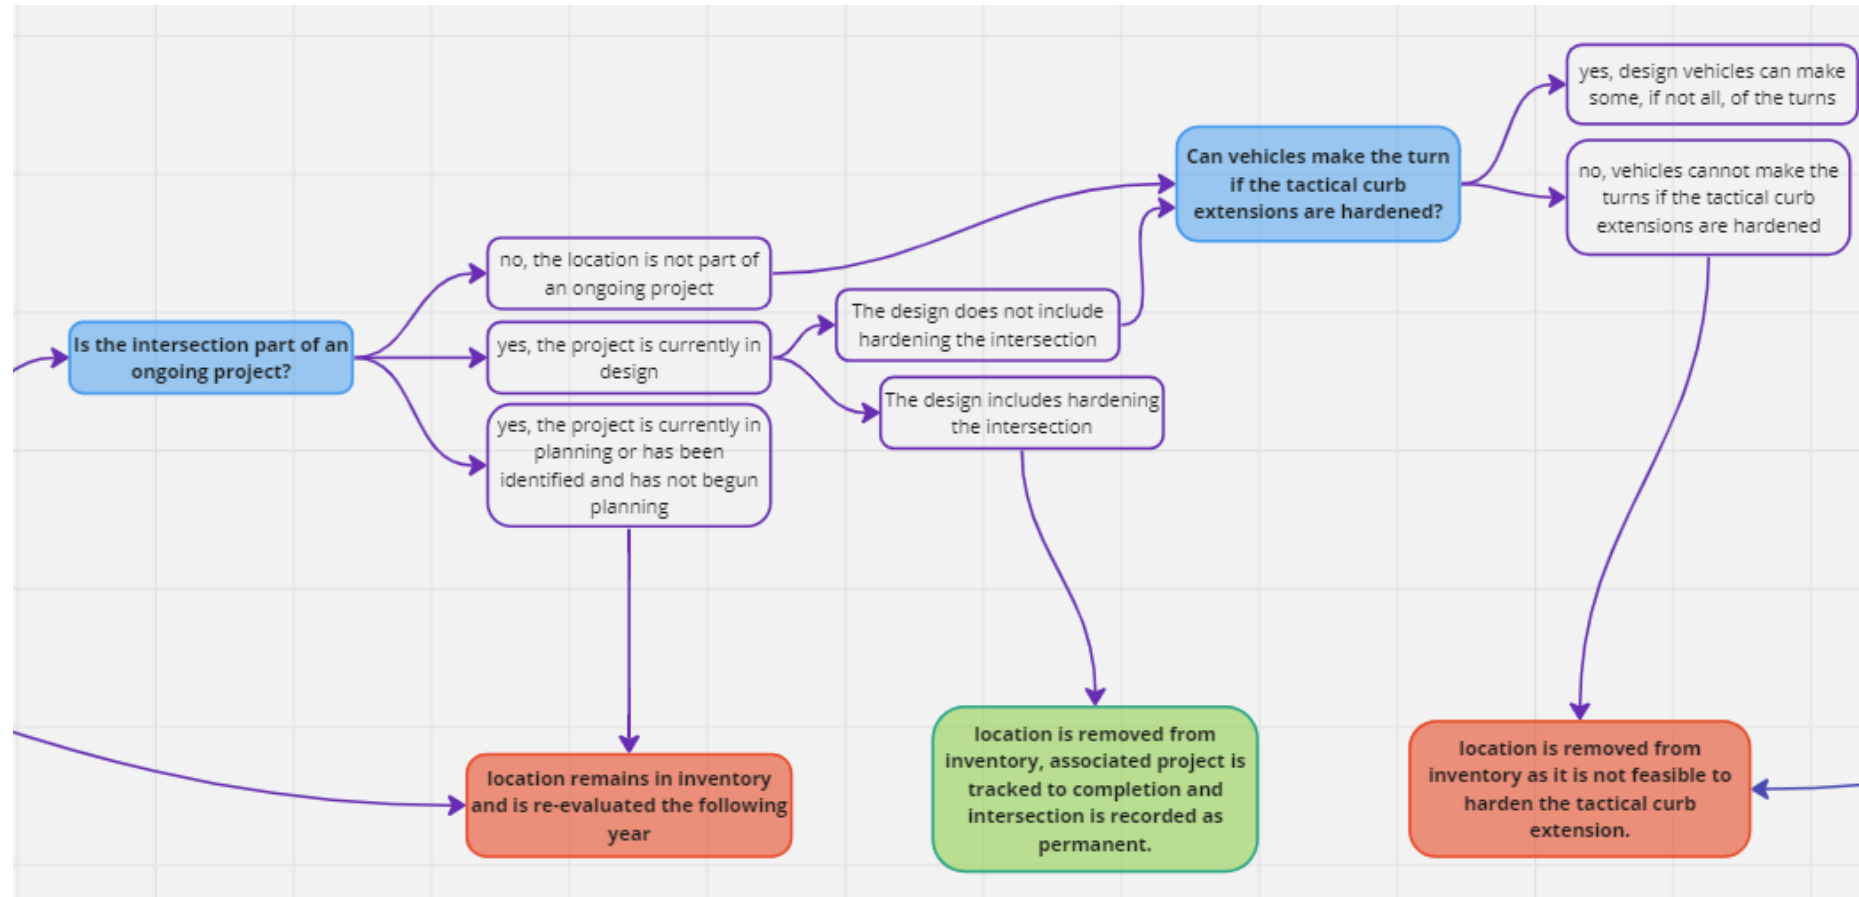 Is the intersection part of an
ongoing project?
no, the location is not part of
an ongoing project
yes, the project is currently in
design
yes, the project is currently in
planning or has been
identified and has not begun
planning
The design does not include
hardening the intersection
The design includes hardening
the intersection
Can vehicles make the turn
if the tactical curb
extensions are hardened?
yes, design vehicles can make
some, if not all, of the turns
no, vehicles cannot make the
turns if the tactical curb
extensions are hardened
location remains in inventory
and is re-evaluated the following
year
location is removed from
inventory, associated project is
tracked to completion and
intersection is recorded as
permanent.
location is removed from
inventory as it is not feasible to
harden the tactical curb
extension.